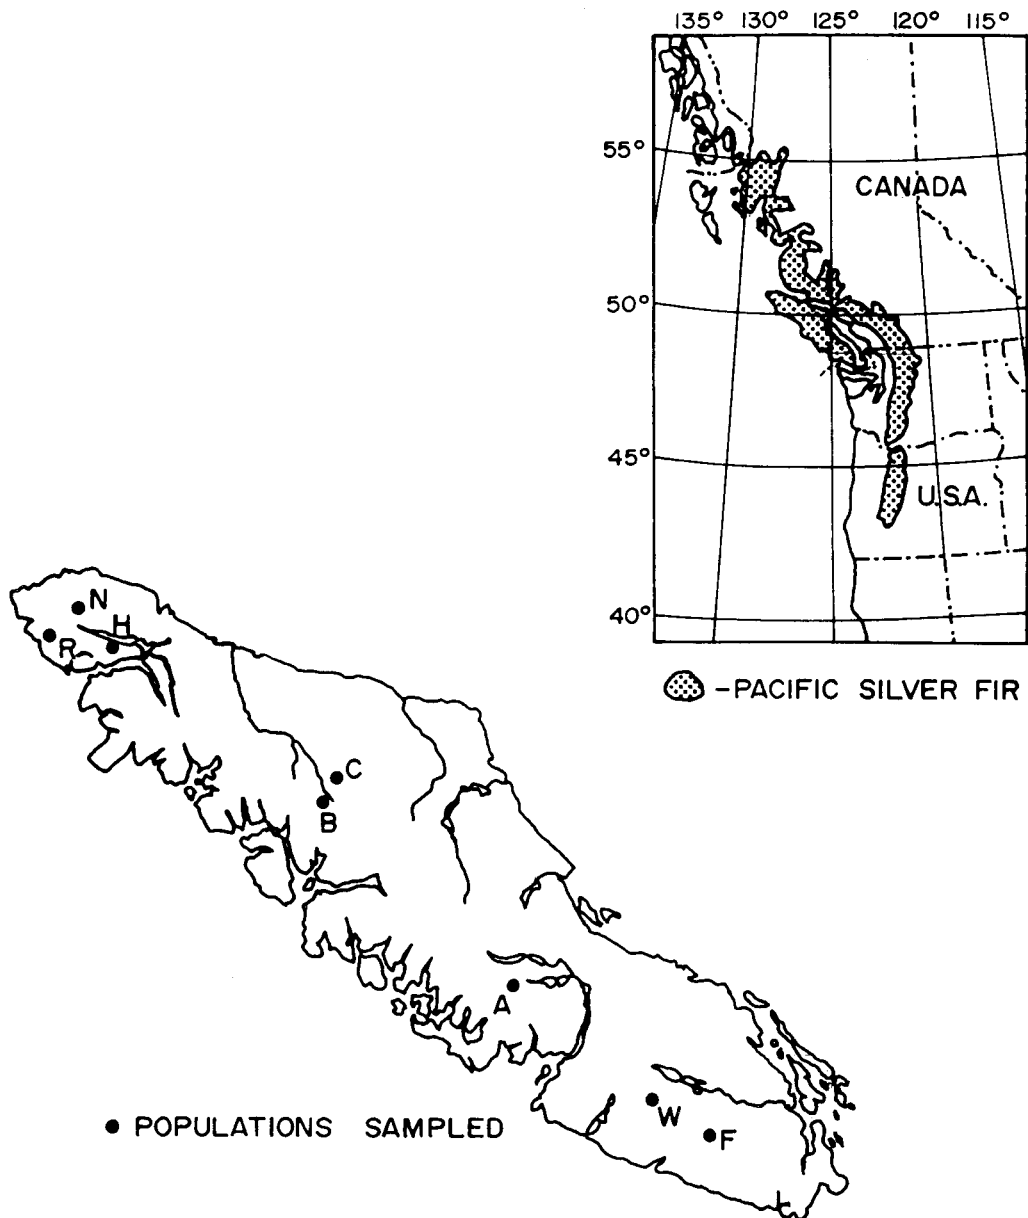 135° 130° 125° 120° 115°
55°
CANADA
50°
45°
U.S.A.
40°
-PACIFIC SILVER FIR
N
H
R
C
B
A
W
F
POPULATIONS SAMPLED